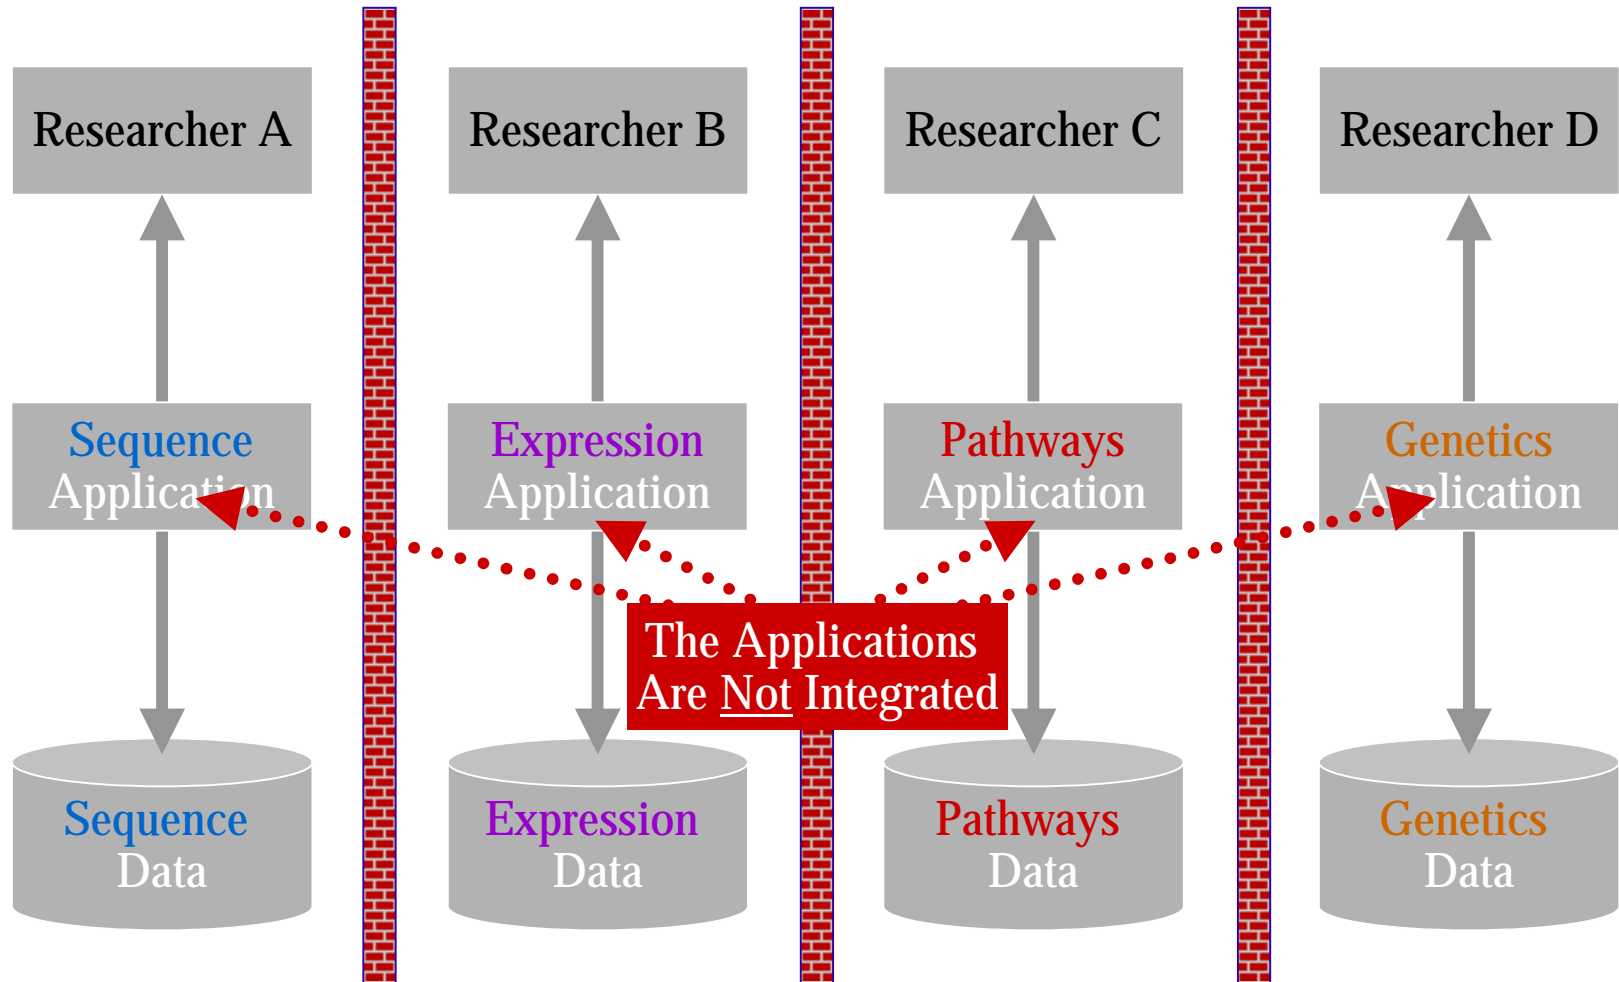 Researcher A
Researcher B
Researcher C
Researcher D
Sequence
Application
Expression
Application
Pathways
Application
Genetics
Application
The Applications
Are Not Integrated
Sequence
Data
Expression
Data
Pathways
Data
Genetics
Data